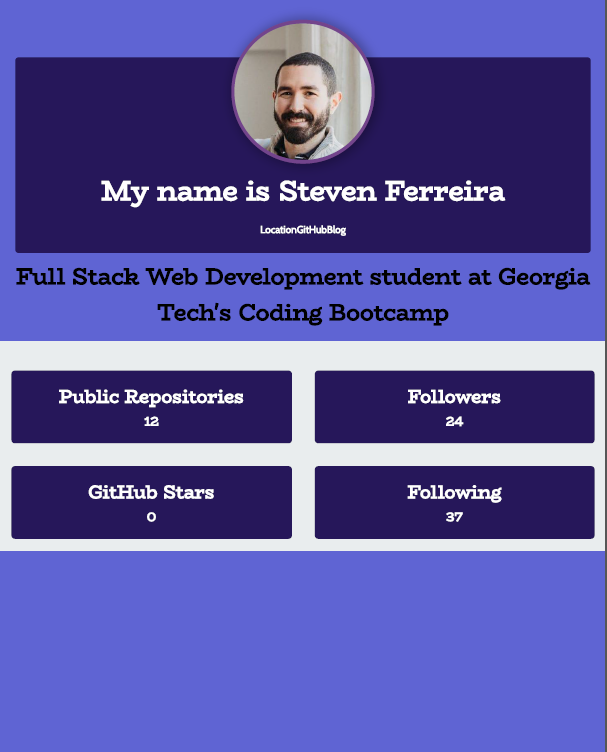 My name is Steven Ferreira
LocationGitHubBlog
Full Stack Web Development student at Georgia
Tech's Coding Bootcamp
Public Repositories
12
Followers
24
GitHub Stars
0
Following
37